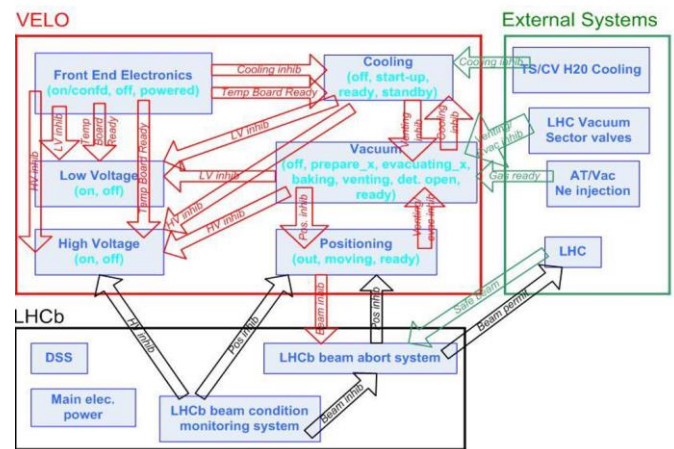 VELO
External Systems
Front End Electronics
(on/confd, off, powered)
Cooling inhib
Temp Board Ready
Cooling
(off, start-up,
ready, standby)
Cooying inhib
TS/CV H20 Cooling
LV inhib
Temp
Board
Ready
Temp Board Ready
HV inhib
LV inhib
Venting
inhib
Cooling
inhib
Venting/
Evac inhib
LHC Vacuum
Sector valves
Low Voltage
(on, off)
LV inhib
Vacuum
(off, prepare_x, evacuating_x,
baking, venting, det. open,
ready)
Gas ready
AT/Vac
Ne injection
HV inhib
HV inhib
Pos. inhib
Venting/
evac inhib
High Voltage
(on, off)
Positioning
(out, moving, ready)
LHC
LHCb
HV inhib
Pos inhib
Beam inhib
Pos inhib
Safe Beam
Beam permit
DSS
LHCb beam abort system
Main elec.
power
LHCb beam condition
monitoring system
Beam inhib